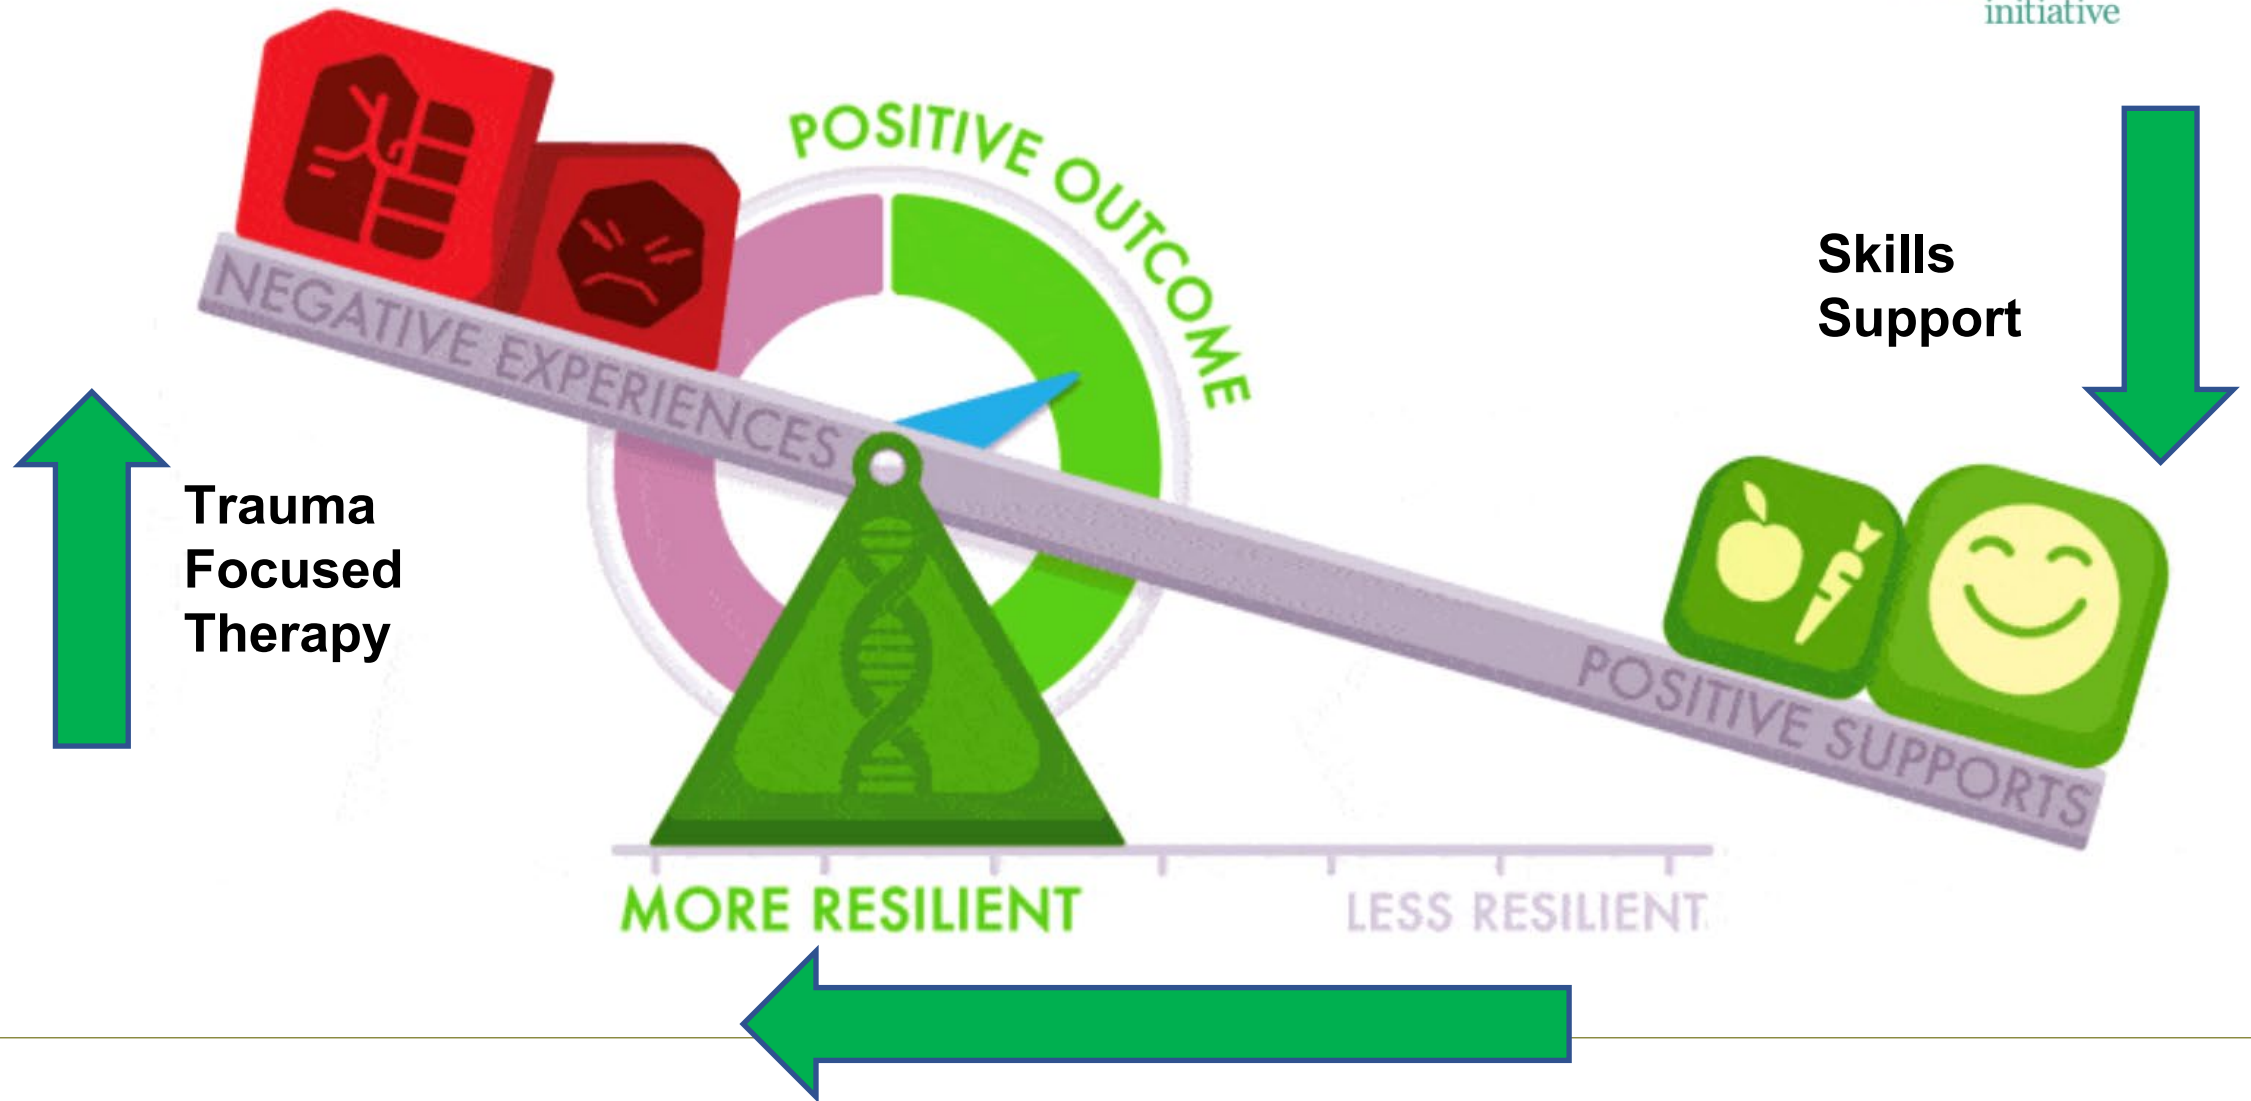 initiative
POSITIVE OUTCOME
Skills
Support
NEGATIVE EXPERIENCES
Trauma
Focused
Therapy
POSITIVE SUPPORTS
MORE RESILIENT
LESS RESILIENT